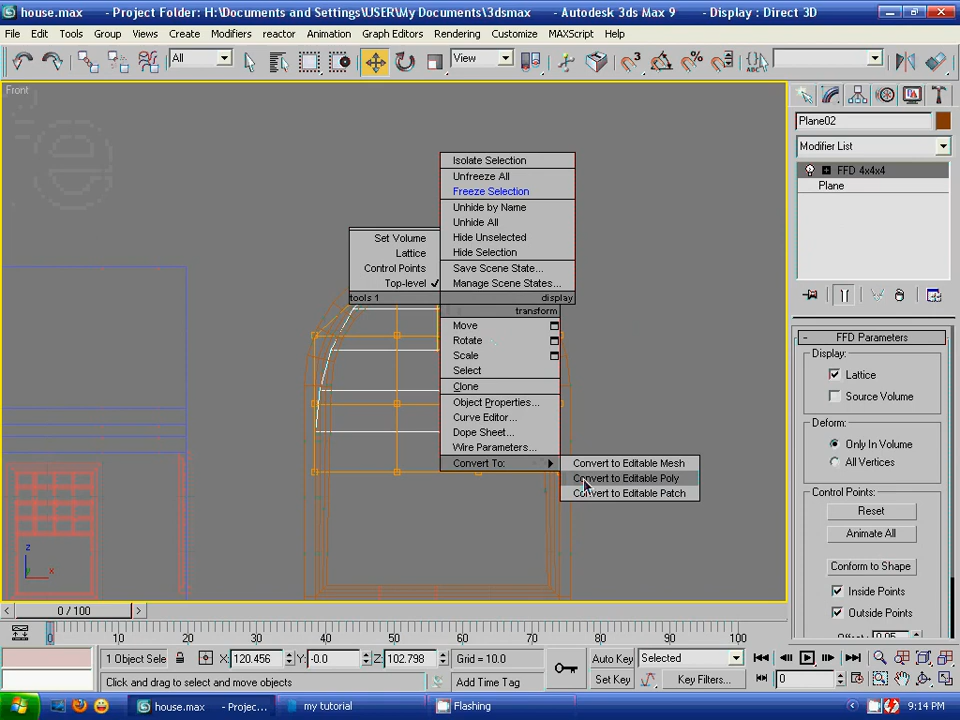 house.max - Project Folder: H:\Documents and Settings\USER\My Documents\3dsmax - Autodesk 3ds Max 9 - Display : Direct 3D
File Edit Tools Group Views Create Modifiers reactor Animation Graph Editors Rendering Customize MAXScript Help
All View
Front
Plane02
Modifier List
FFD 4x4x4
Plane
Isolate Selection
Unfreeze All
Freeze Selection
Unhide by Name
Unhide All
Hide Unselected
Hide Selection
Save Scene State...
Manage Scene States...
display
Set Volume
Lattice
Control Points
Top-level
tools 1
transform
Move
Rotate
Scale
Select
Clone
Object Properties...
Curve Editor...
Dope Sheet...
Wire Parameters...
Convert To:
Convert to Editable Mesh
Convert to Editable Poly
Convert to Editable Patch
FFD Parameters
Display:
Lattice
Source Volume
Deform:
Only In Volume
All Vertices
Control Points:
Reset
Animate All
Conform to Shape
Inside Points
Outside Points
Offset: 0.05
z
x
0 / 100
0 10 20 30 40 50 60 70 80 90 100
1 Object Sele X: 120.456 Y: -0.0 Z: 102.798 Grid = 10.0 Auto Key Selected
Click and drag to select and move objects Add Time Tag Set Key Key Filters... 0
start house.max - Projec... my tutorial Flashing 9:14 PM